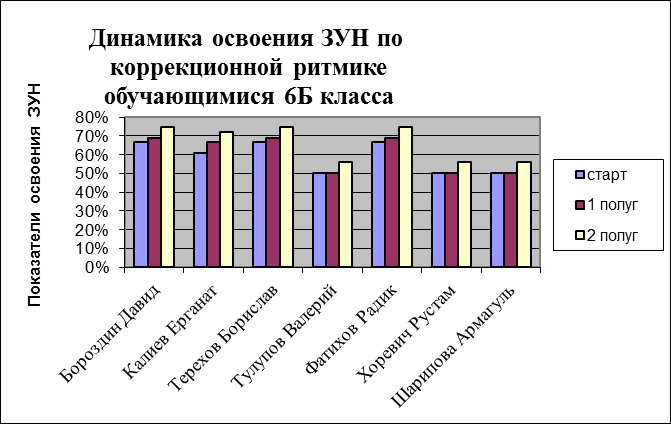 Динамика освоения ЗУН по
коррекционной ритмике
обучающимися 6Б класса
Показатели освоения ЗУН
80%
70%
60%
50%
40%
30%
20%
10%
0%
Бороздин Давид
Калиев Ерганат
Терехов Борислав
Тулупов Валерий
Фатихов Радик
Хоревич Рустам
Шарипова Армагуль
старт
1 полуг
2 полуг